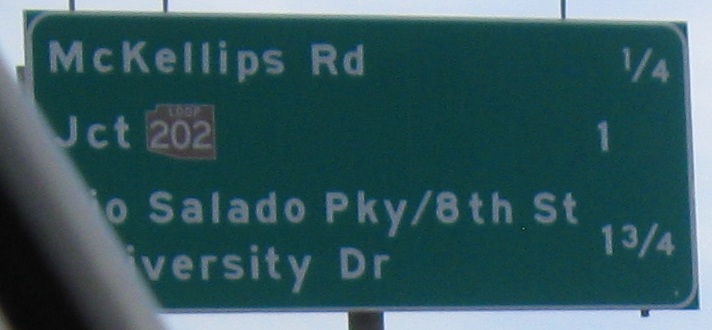 McKellips Rd 1/4
Jct LOOP 202 1
Salado Pky/8th St
Dr 1 3/4